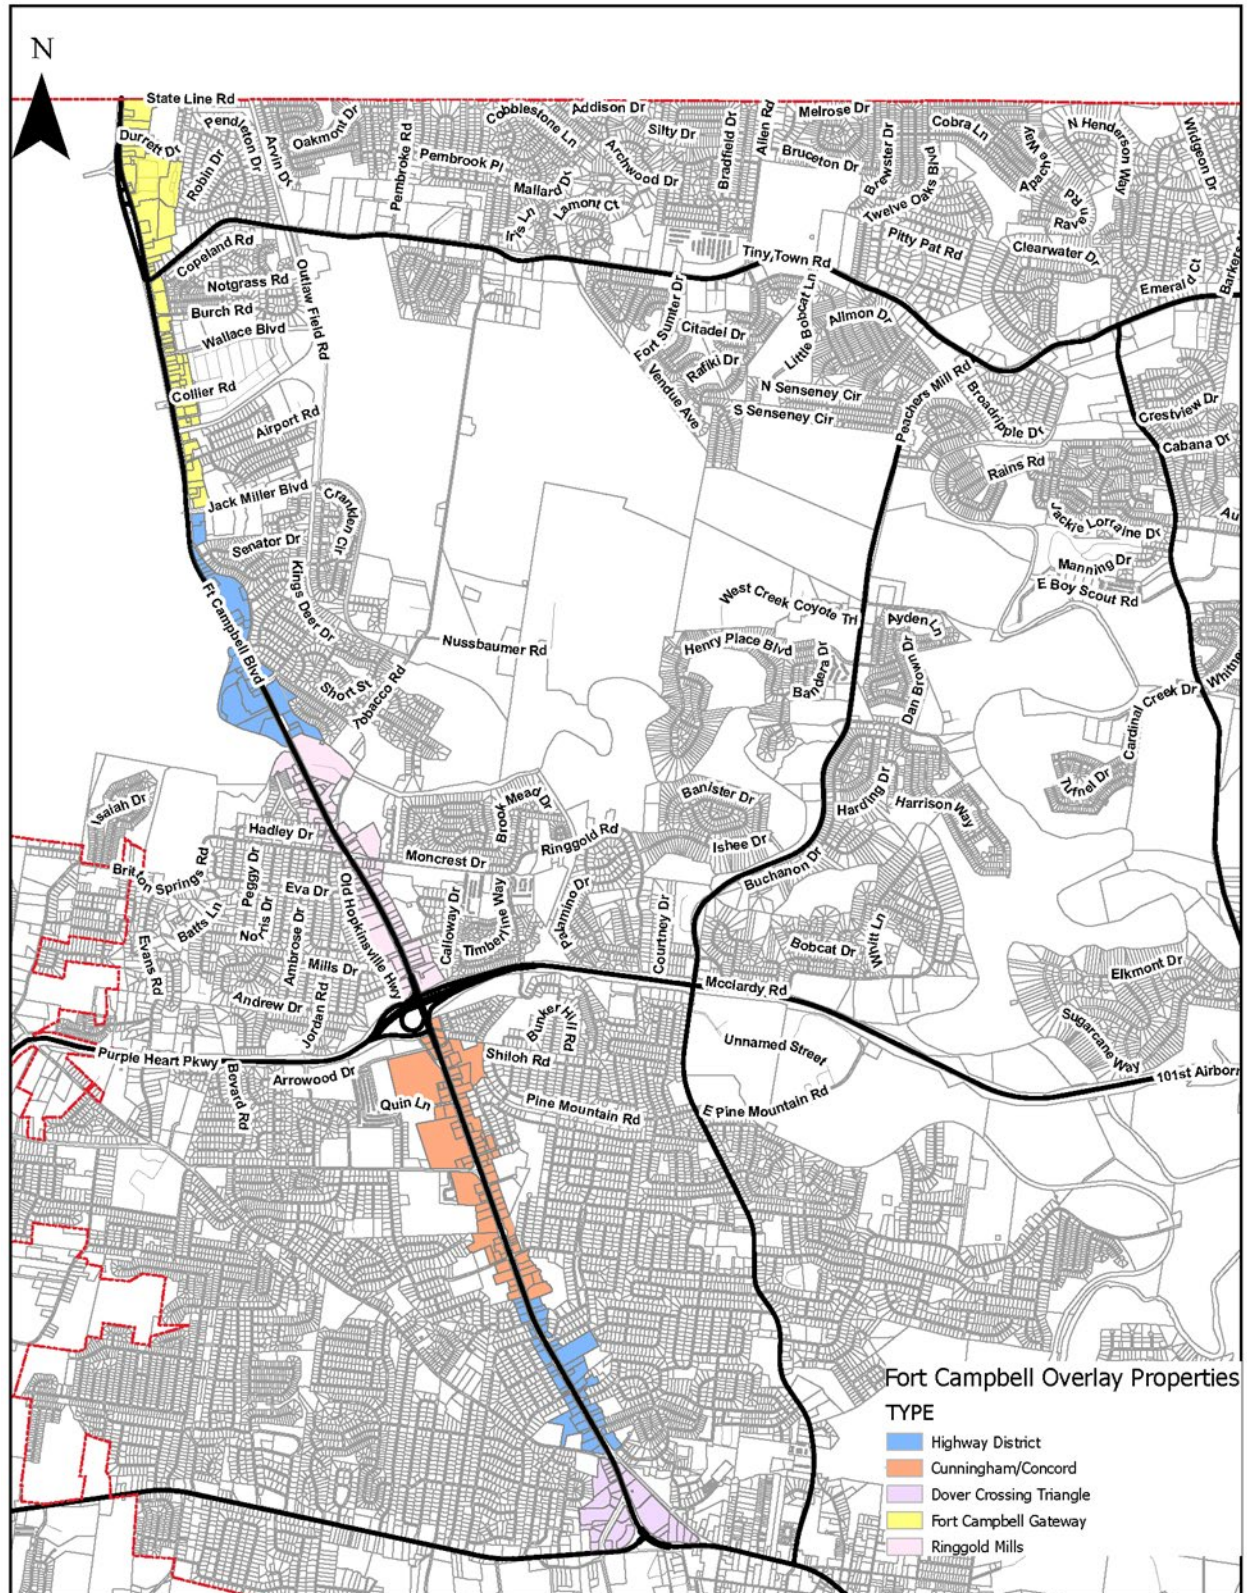 N
State Line Rd
Durrett Dr
Pendleton Dr
Robin Dr
Arvin Dr
Oakmont Dr
Pembroke Rd
Pembrook Pl
Cobblestone Ln
Addison Dr
Silty Dr
Archwood Dr
Mallard Dr
Lamont Ct
Iris Ln
Bradfield Dr
Allen Rd
Melrose Dr
Bruceton Dr
Brewster Dr
Twelve Oaks Blvd
Cobra Ln
Apache Way
Raven Rd
N Henderson Way
Widgeon Dr
Pitty Pat Rd
Clearwater Dr
Emerald Ct
Barkers
Tiny Town Rd
Copeland Rd
Notgrass Rd
Burch Rd
Wallace Blvd
Outlaw Field Rd
Collier Rd
Airport Rd
Jack Miller Blvd
Cranklen Cir
Senator Dr
Kings Deer Dr
Fort Sumter Dr
Citadel Dr
Rafiki Dr
Vendue Ave
Little Bobcat Ln
Allmon Dr
N Senseney Cir
S Senseney Cir
Peachers Mill Rd
Broadripple Dr
Crestview Dr
Cabana Dr
Rains Rd
Jackie Lorraine Dr
Au
Manning Dr
E Boy Scout Rd
West Creek Coyote Trl
Ayden Ln
Henry Place Blvd
Bandera Dr
Dan Brown Dr
Nussbaumer Rd
Ft Campbell Blvd
Short St
Tobacco Rd
Cardinal Creek Dr
Whitne
Tufnel Dr
Isaiah Dr
Banister Dr
Harding Dr
Harrison Way
Brook Mead Dr
Ringgold Rd
Ishee Dr
Buchanon Dr
Hadley Dr
Moncrest Dr
Britton Springs Rd
Peggy Dr
Eva Dr
Batts Ln
Norris Dr
Ambrose Dr
Old Hopkinsville Hwy
Calloway Dr
Timberline Way
Palamino Dr
Courtney Dr
Bobcat Dr
Whitt Ln
Elkmont Dr
Evans Rd
Mills Dr
Andrew Dr
Jordan Rd
Mcclardy Rd
Bunker Hill Rd
Unnamed Street
Sugarcane Way
Purple Heart Pkwy
Bevard Rd
Arrowood Dr
Shiloh Rd
101st Airborn
Quin Ln
Pine Mountain Rd
E Pine Mountain Rd
Fort Campbell Overlay Properties
TYPE
Highway District
Cunningham/Concord
Dover Crossing Triangle
Fort Campbell Gateway
Ringgold Mills